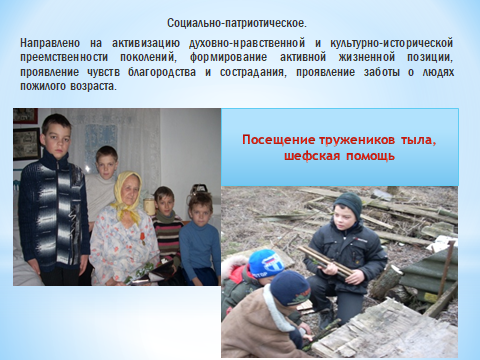 Социально-патриотическое.
Направлено на активизацию духовно-нравственной и культурно-исторической
преемственности поколений, формирование активной жизненной позиции,
проявление чувств благородства и сострадания, проявление заботы о людях
пожилого возраста.
Посещение тружеников тыла,
шефская помощь